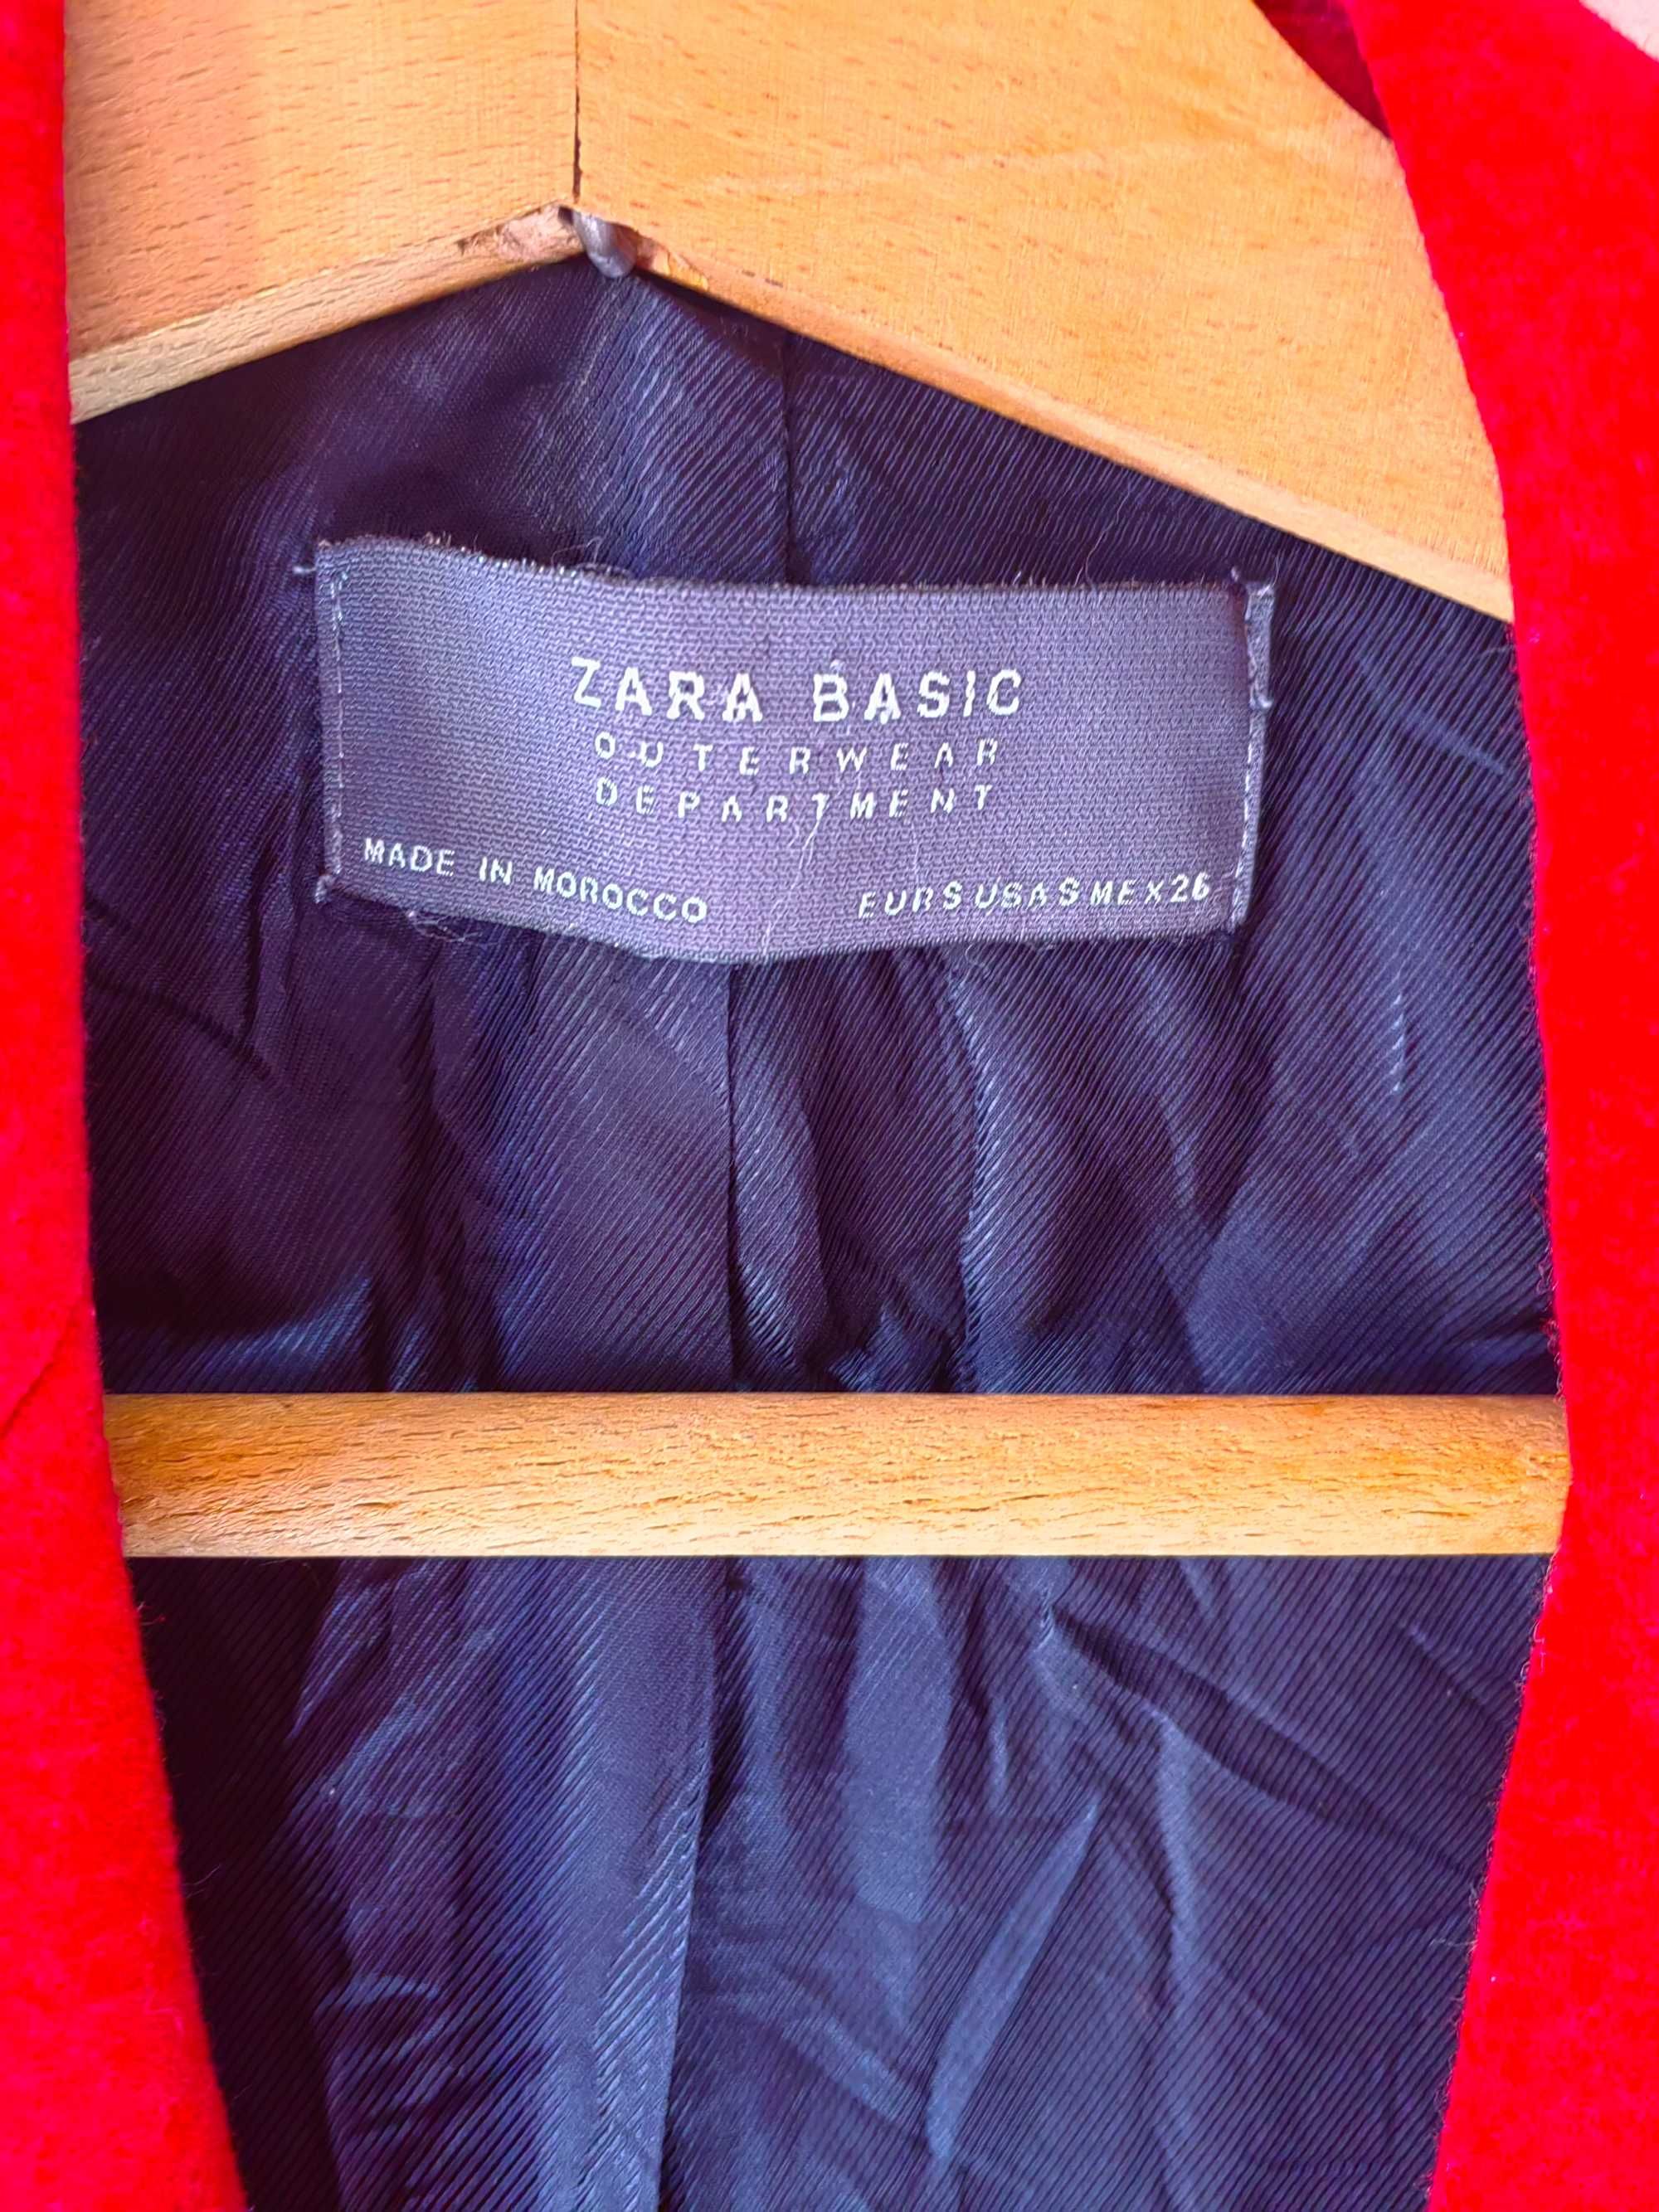 ZARA BASIC
OUTERWEAR
DEPARTMENT
MADE IN MOROCCO EUR S USA S MEX 26